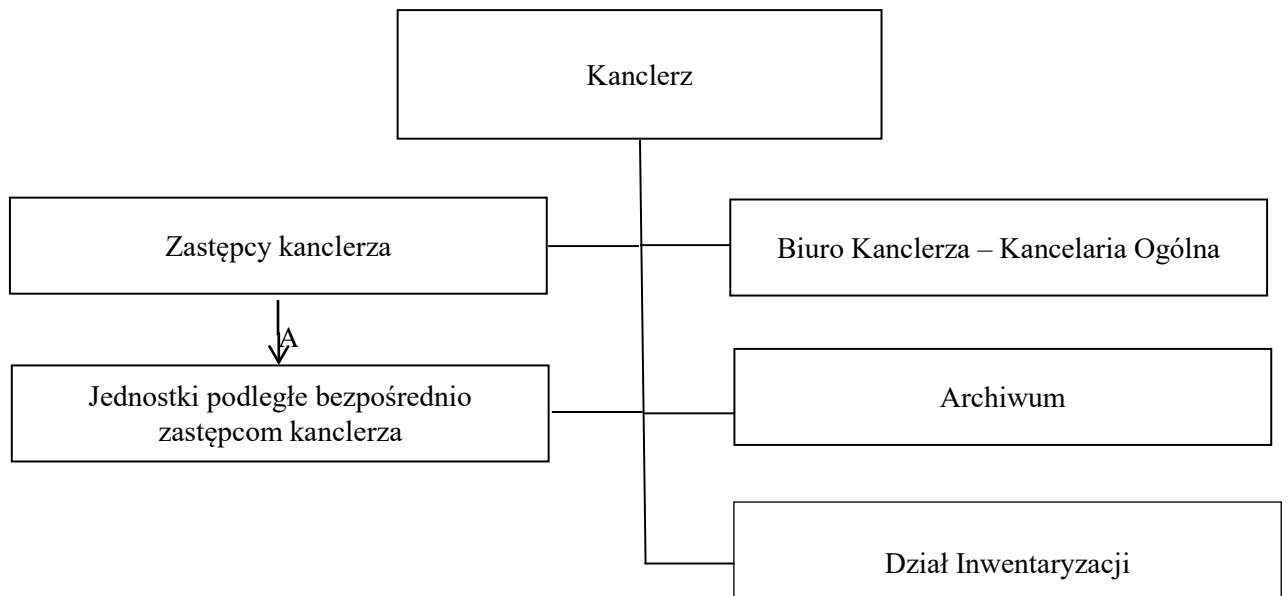 Kanclerz
Zastępcy kanclerza
Biuro Kanclerza – Kancelaria Ogólna
A
Jednostki podległe bezpośrednio
zastępcom kanclerza
Archiwum
Dział Inwentaryzacji